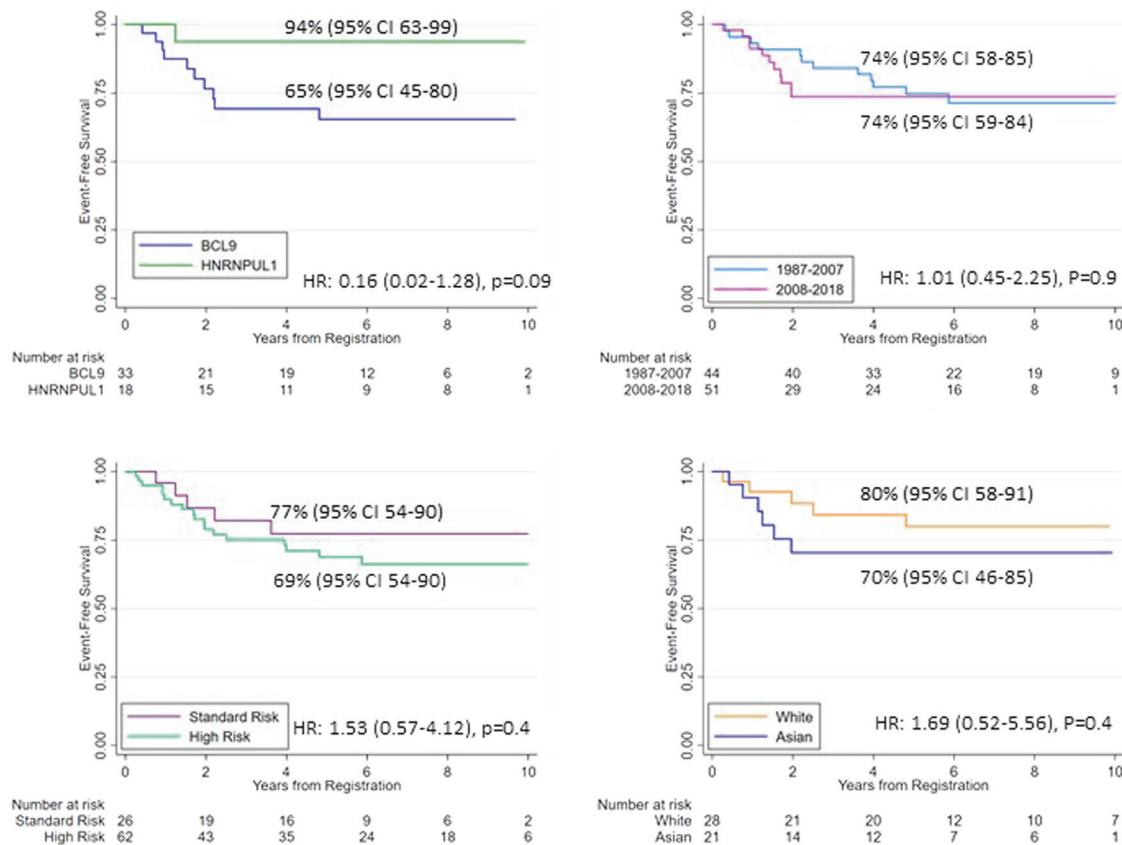 1.00
0.75
0.50
0.25
0.00
Event-Free Survival
94% (95% CI 63-99)
65% (95% CI 45-80)
BCL9
HNRNPUL1
HR: 0.16 (0.02-1.28), p=0.09
0 2 4 6 8 10
Years from Registration
Number at risk
BCL9 33 21 19 12 6 2
HNRNPUL1 18 15 11 9 8 1
1.00
0.75
0.50
0.25
0.00
Event-Free Survival
74% (95% CI 58-85)
74% (95% CI 59-84)
1987-2007
2008-2018
HR: 1.01 (0.45-2.25), P=0.9
0 2 4 6 8 10
Years from Registration
Number at risk
1987-2007 44 40 33 22 19 9
2008-2018 51 29 24 16 8 1
1.00
0.75
0.50
0.25
0.00
Event-Free Survival
77% (95% CI 54-90)
69% (95% CI 54-90)
Standard Risk
High Risk
HR: 1.53 (0.57-4.12), p=0.4
0 2 4 6 8 10
Years from Registration
Number at risk
Standard Risk 26 19 16 9 6 2
High Risk 62 43 35 24 18 6
1.00
0.75
0.50
0.25
0.00
Event-Free Survival
80% (95% CI 58-91)
70% (95% CI 46-85)
White
Asian
HR: 1.69 (0.52-5.56), P=0.4
0 2 4 6 8 10
Years from Registration
Number at risk
White 28 21 20 12 10 7
Asian 21 14 12 7 6 1